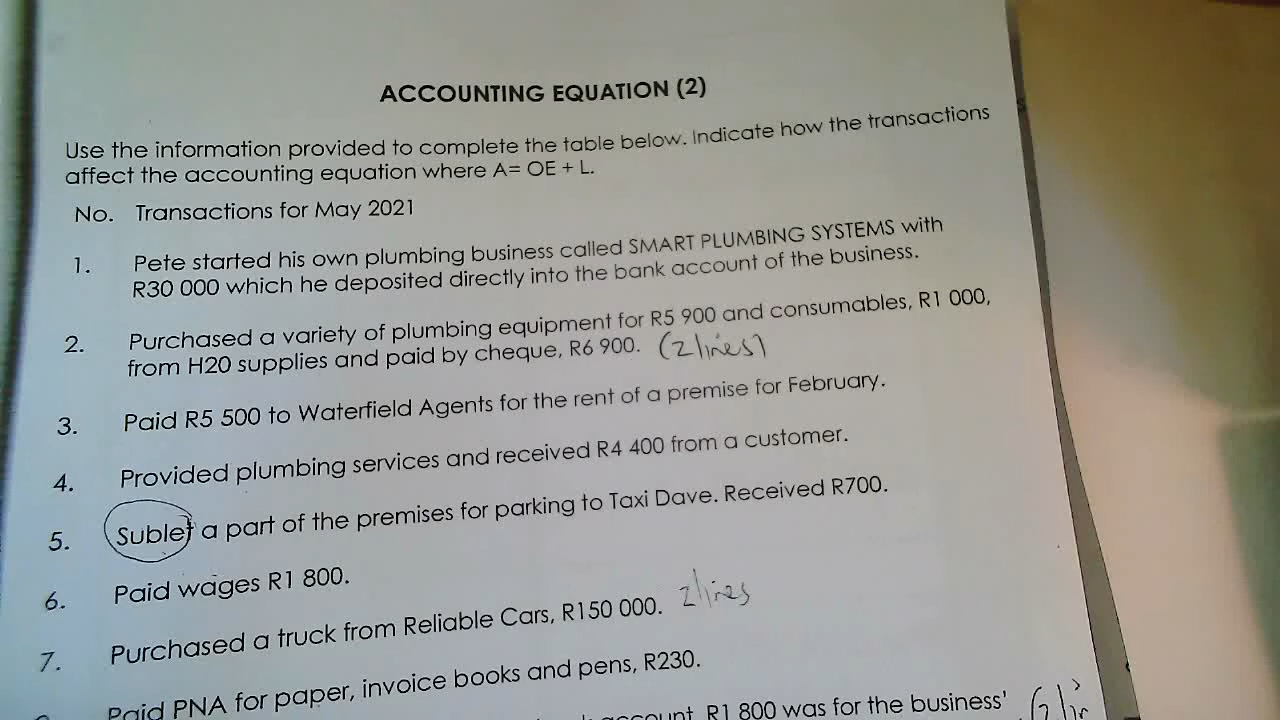 ACCOUNTING EQUATION (2)
Use the information provided to complete the table below. Indicate how the transactions
affect the accounting equation where A= OE + L.
No. Transactions for May 2021
1. Pete started his own plumbing business called SMART PLUMBING SYSTEMS with
R30 000 which he deposited directly into the bank account of the business.
2. Purchased a variety of plumbing equipment for R5 900 and consumables, R1 000,
from H20 supplies and paid by cheque, R6 900. (2 lines)
3. Paid R5 500 to Waterfield Agents for the rent of a premise for February.
4. Provided plumbing services and received R4 400 from a customer.
5. Sublet a part of the premises for parking to Taxi Dave. Received R700.
6. Paid wages R1 800.
7. Purchased a truck from Reliable Cars, R150 000. 2 lines
Paid PNA for paper, invoice books and pens, R230.
account, R1 800 was for the business'